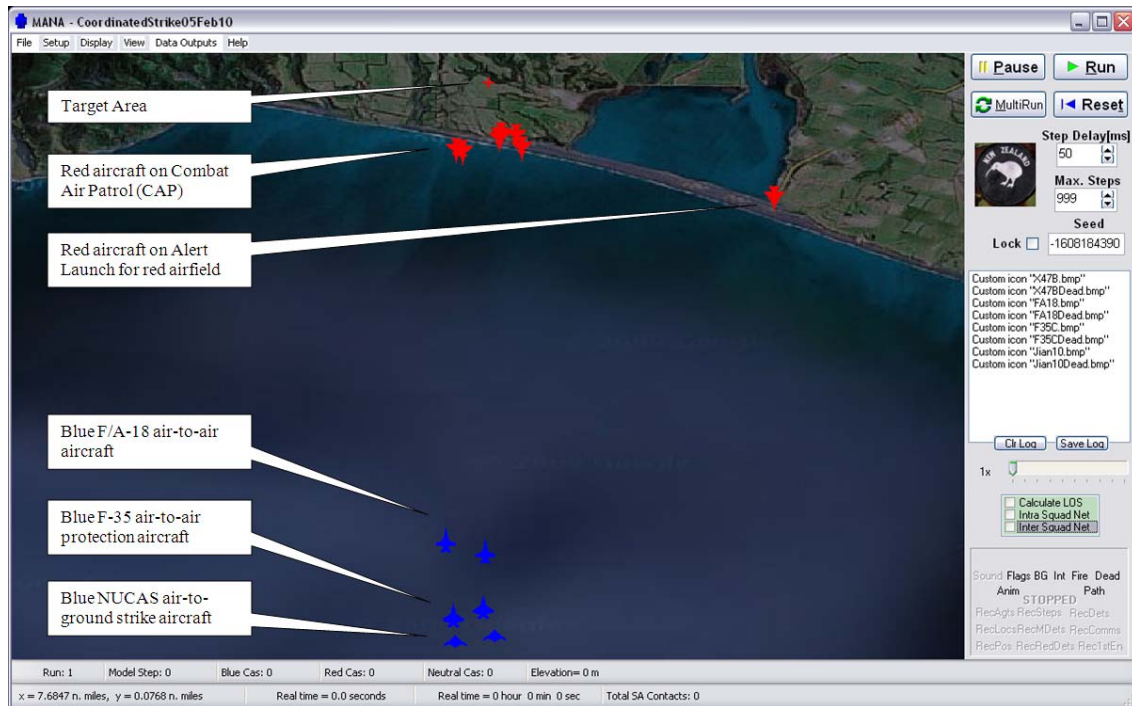 MANA - CoordinatedStrike05Feb10
File Setup Display View Data Outputs Help
Target Area
Red aircraft on Combat
Air Patrol (CAP)
Red aircraft on Alert
Launch for red airfield
Blue F/A-18 air-to-air
aircraft
Blue F-35 air-to-air
protection aircraft
Blue NUCAS air-to-
ground strike aircraft
Pause Run
MultiRun Reset
NEW ZEALAND
Step Delay[ms]
50
Max. Steps
999
Seed
Lock -1608184390
Custom icon "X47B.bmp"
Custom icon "X47BDead.bmp"
Custom icon "FA18.bmp"
Custom icon "FA18Dead.bmp"
Custom icon "F35C.bmp"
Custom icon "F35CDead.bmp"
Custom icon "Jian10.bmp"
Custom icon "Jian10Dead.bmp"
Clr Log Save Log
1x
Calculate LOS
Intra Squad Net
Inter Squad Net
Sound Flags BG Int Fire Dead
Anim Path
STOPPED
RecAgts RecSteps RecDets
RecLocs RecMDets RecComms
RecPos RecRedDets Rec1stEn
Run: 1 Model Step: 0 Blue Cas: 0 Red Cas: 0 Neutral Cas: 0 Elevation= 0 m
x = 7.6847 n. miles, y = 0.0768 n. miles Real time = 0.0 seconds Real time = 0 hour 0 min 0 sec Total SA Contacts: 0